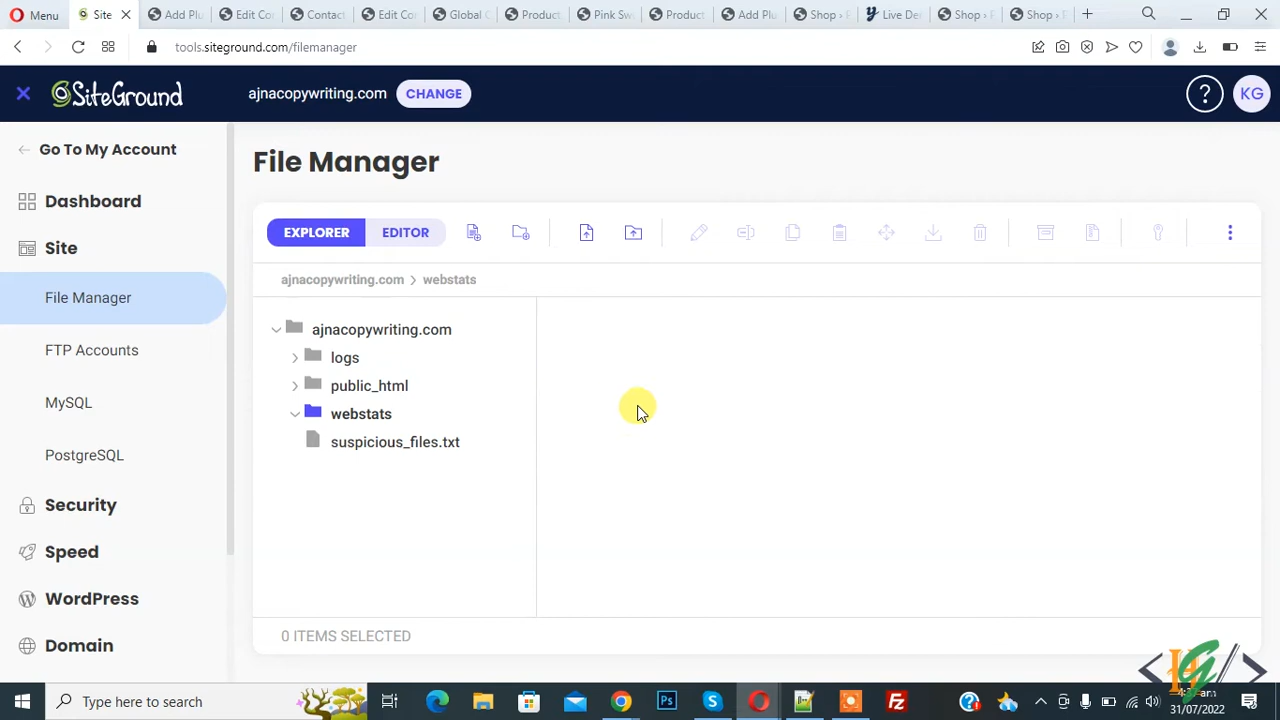 Menu
Site
Add Plu
Edit Con
Contact
Edit Con
Global C
Product
Pink Swe
Product
Add Plu
Shop › P
Live De
Shop › P
Shop › P
tools.siteground.com/filemanager
SiteGround
ajnacopywriting.com CHANGE
? KG
Go To My Account
Dashboard
Site
File Manager
FTP Accounts
MySQL
PostgreSQL
Security
Speed
WordPress
Domain
File Manager
EXPLORER EDITOR
ajnacopywriting.com > webstats
ajnacopywriting.com
logs
public_html
webstats
suspicious_files.txt
0 ITEMS SELECTED
Type here to search
31/07/2022